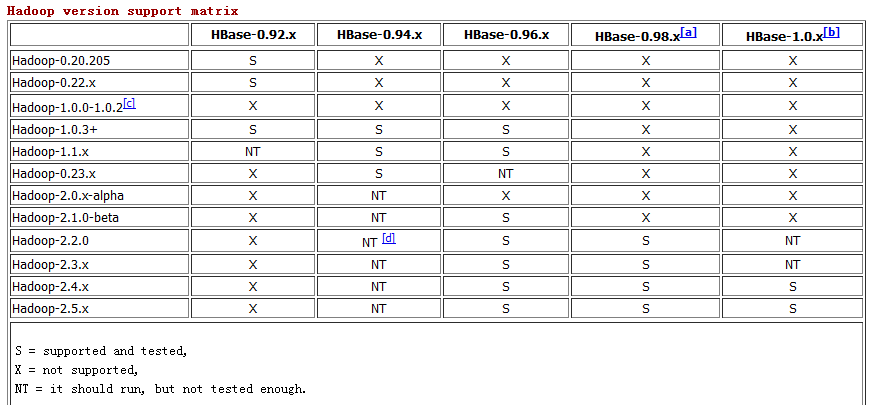 Hadoop version support matrix
HBase-0.92.x HBase-0.94.x HBase-0.96.x HBase-0.98.x[a] HBase-1.0.x[b]
Hadoop-0.20.205 S X X X X
Hadoop-0.22.x S X X X X
Hadoop-1.0.0-1.0.2[c] X X X X X
Hadoop-1.0.3+ S S S X X
Hadoop-1.1.x NT S S X X
Hadoop-0.23.x X S NT X X
Hadoop-2.0.x-alpha X NT X X X
Hadoop-2.1.0-beta X NT S X X
Hadoop-2.2.0 X NT [d] S S NT
Hadoop-2.3.x X NT S S NT
Hadoop-2.4.x X NT S S S
Hadoop-2.5.x X NT S S S
S = supported and tested,
X = not supported,
NT = it should run, but not tested enough.